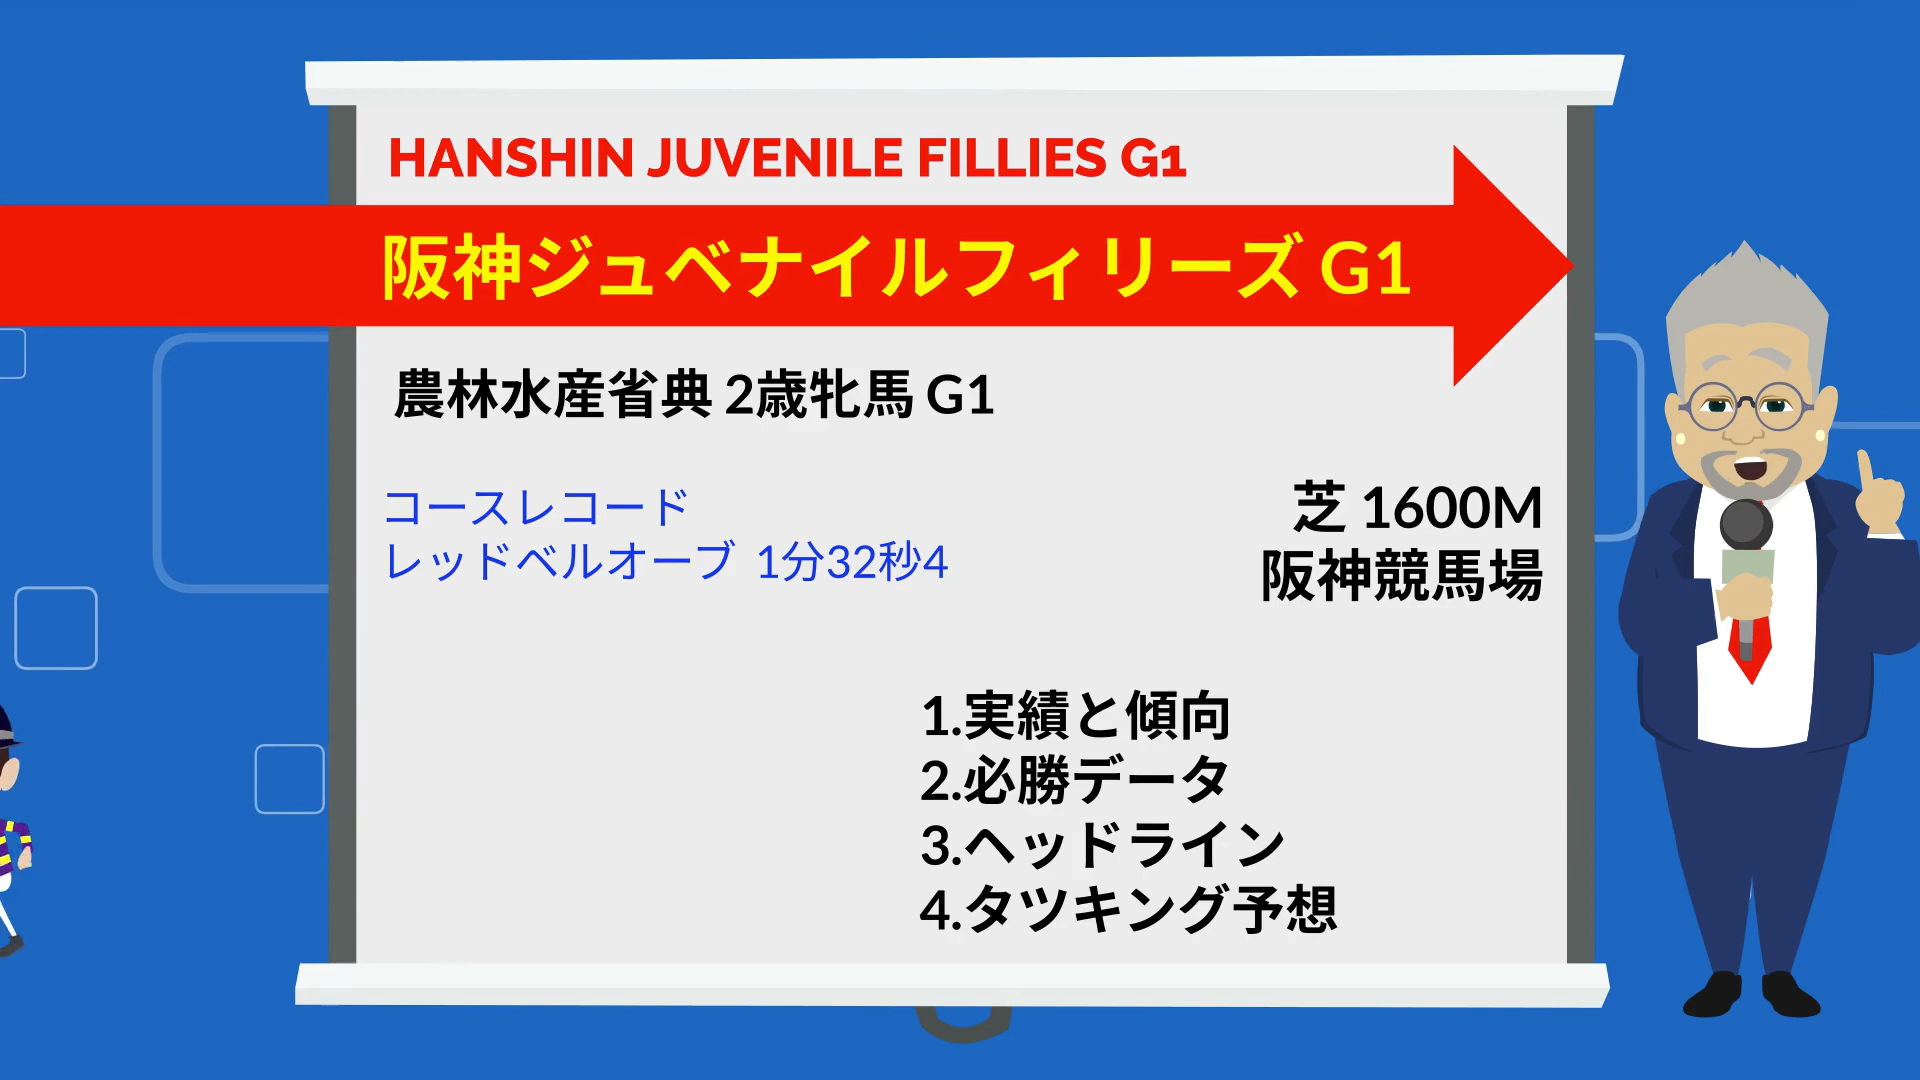 HANSHIN JUVENILE FILLIES G1
阪神ジュベナイルフィリーズ G1
農林水産省典 2歳牝馬 G1
コースレコード
レッドベルオーブ 1分32秒4
芝 1600M
阪神競馬場
1.実績と傾向
2.必勝データ
3.ヘッドライン
4.タツキング予想